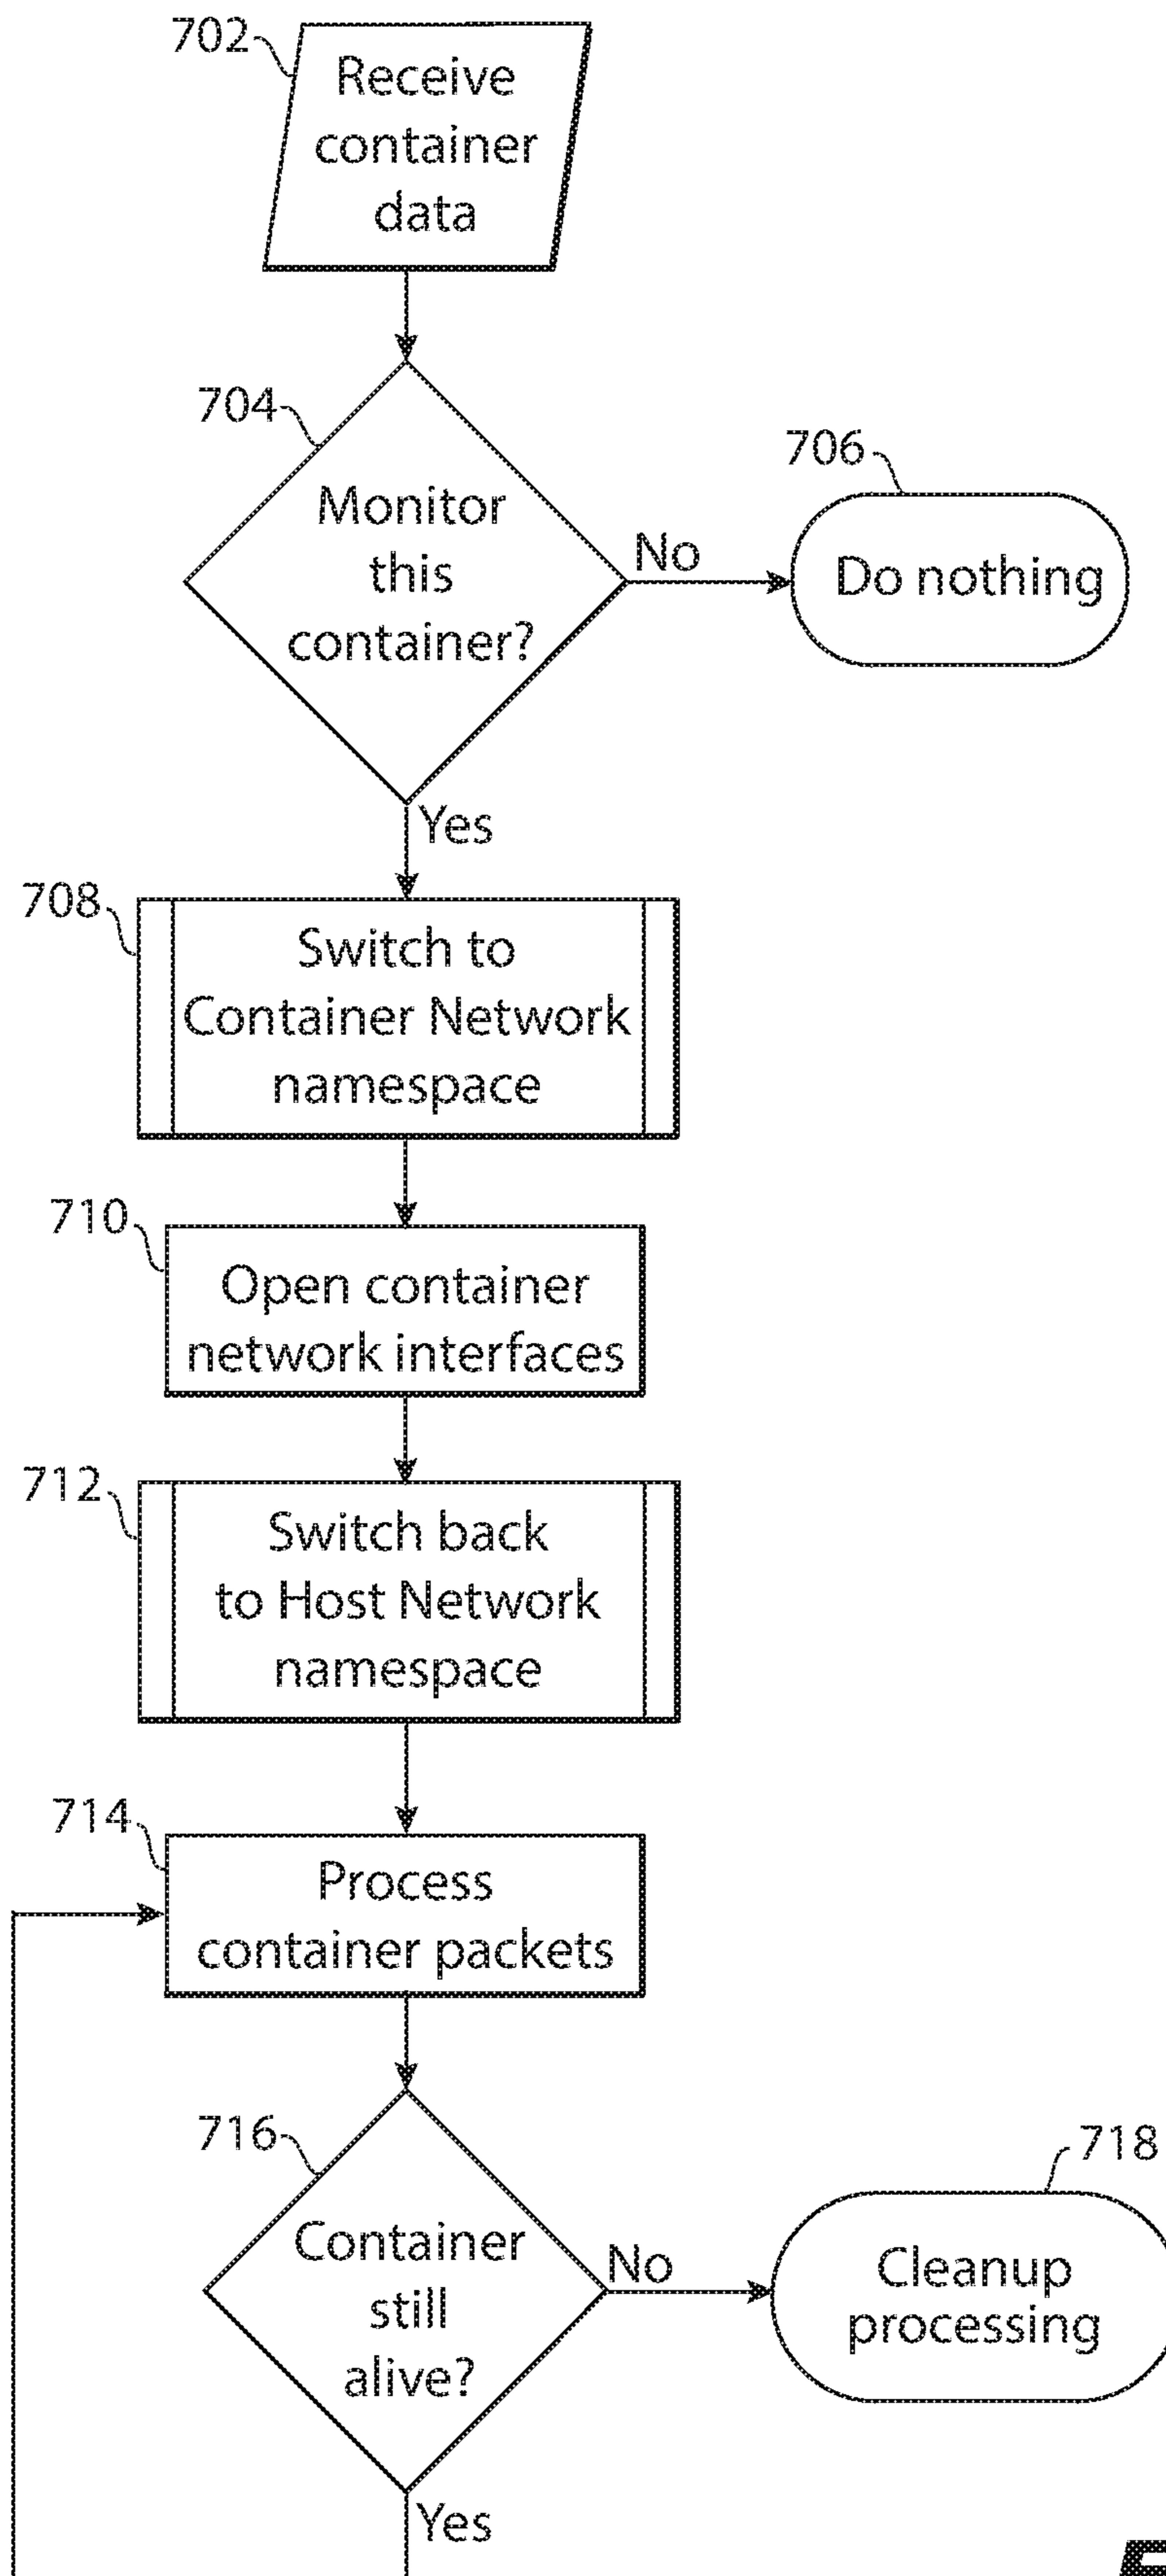 702
Receive
container
data
704
Monitor
this
container?
No
706
Do nothing
Yes
708
Switch to
Container Network
namespace
710
Open container
network interfaces
712
Switch back
to Host Network
namespace
714
Process
container packets
716
Container
still
alive?
No
718
Cleanup
processing
Yes